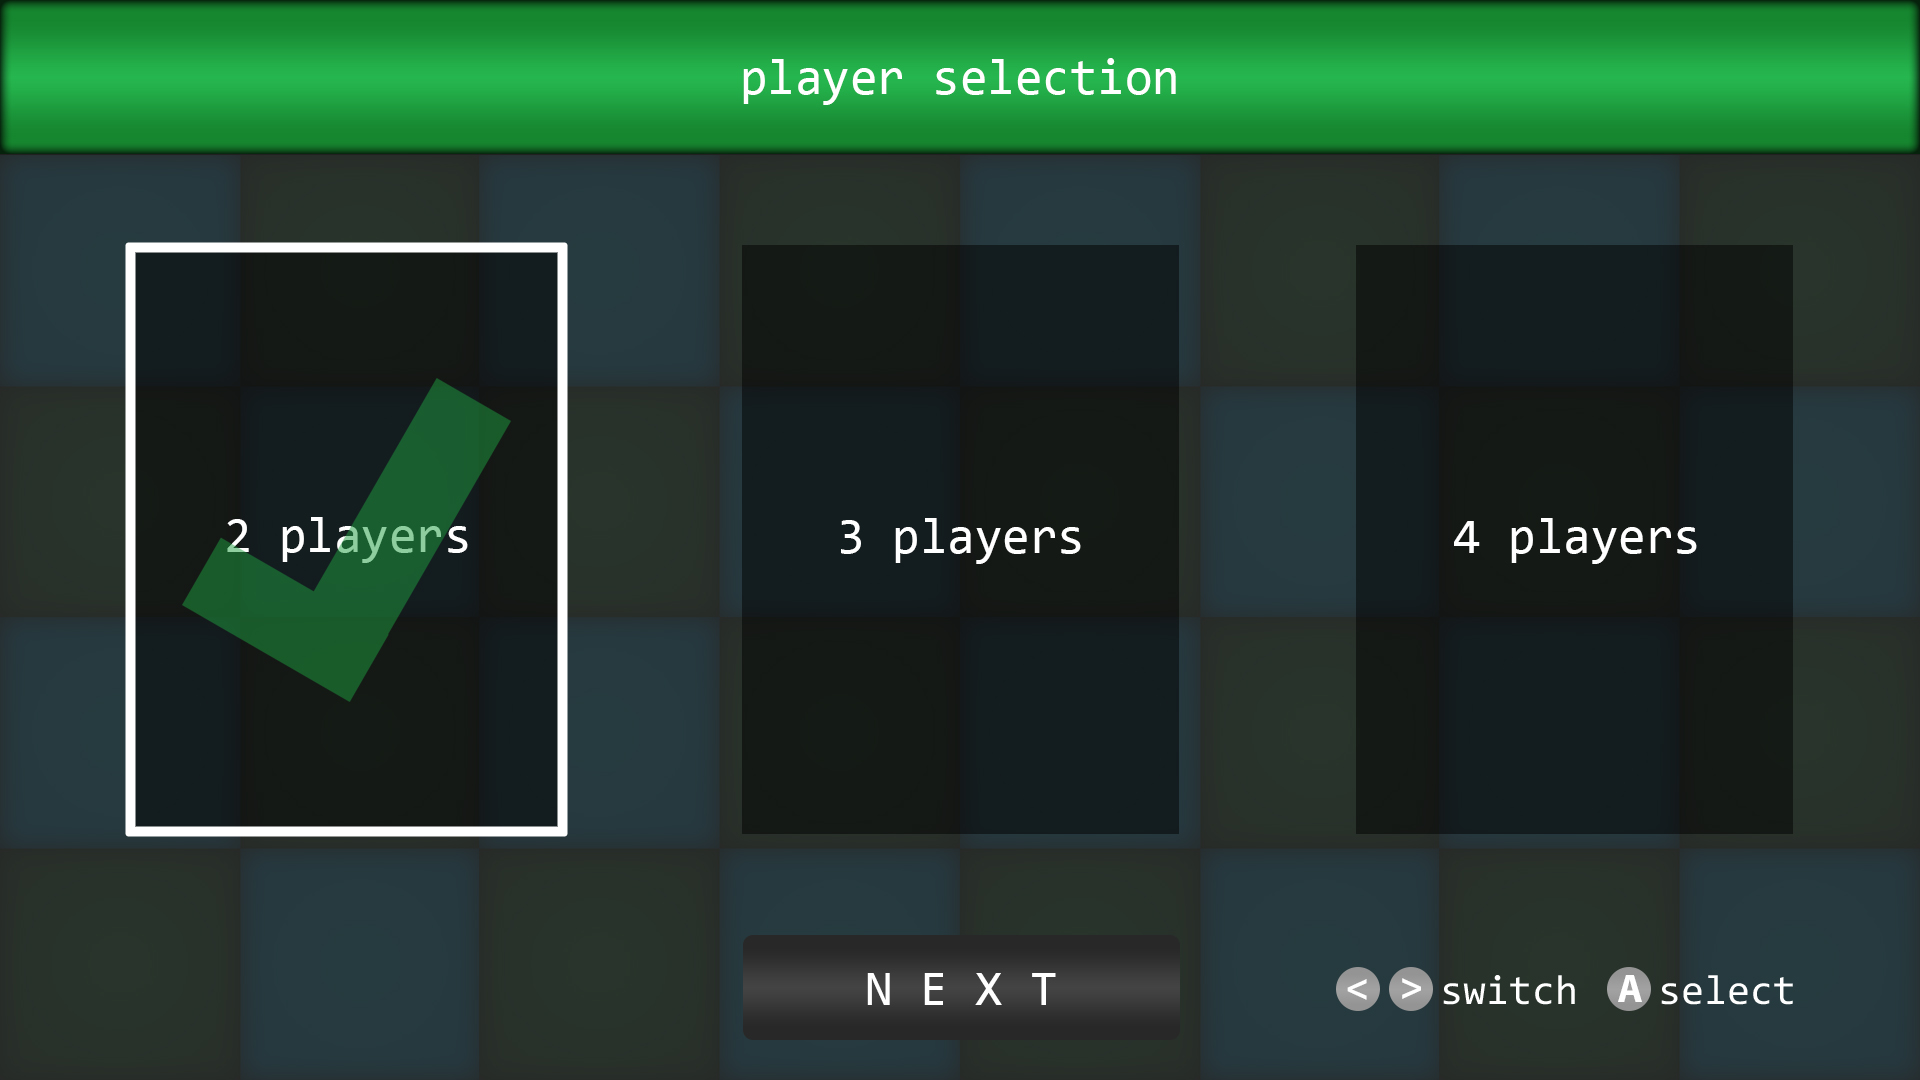 player selection
2 players
3 players
4 players
N E X T
< > switch A select